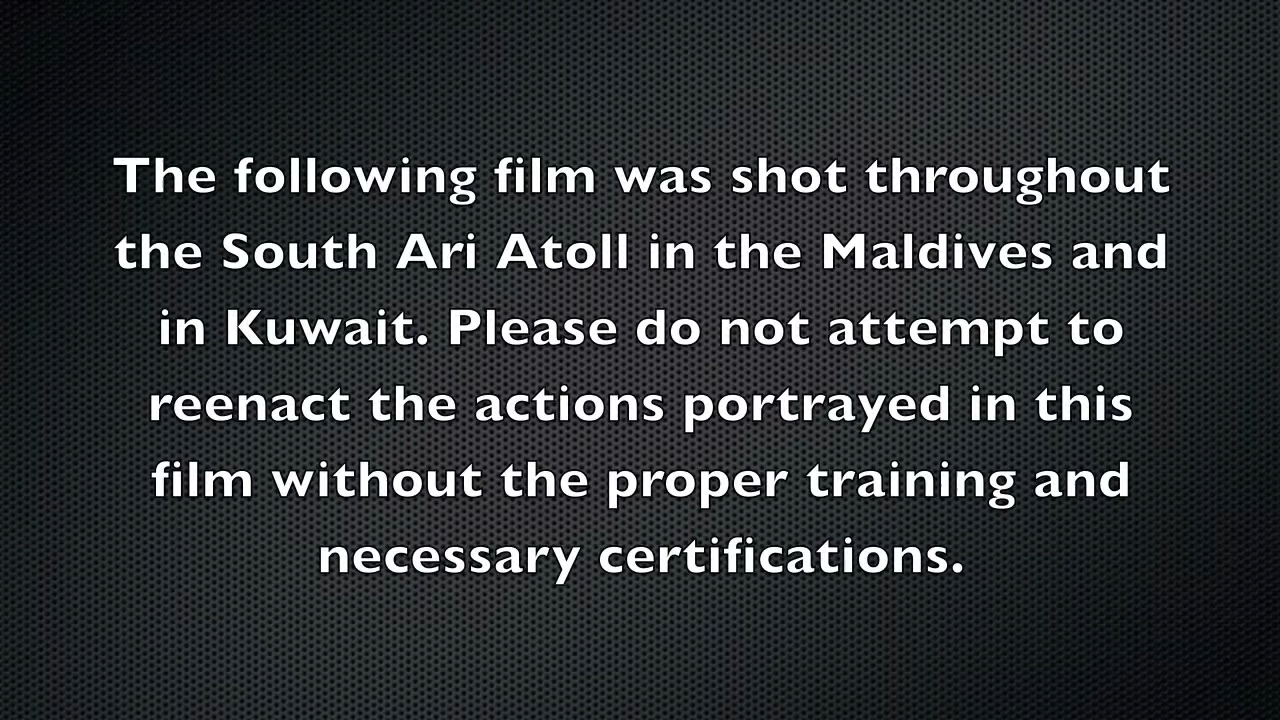 The following film was shot throughout
the South Ari Atoll in the Maldives and
in Kuwait. Please do not attempt to
reenact the actions portrayed in this
film without the proper training and
necessary certifications.